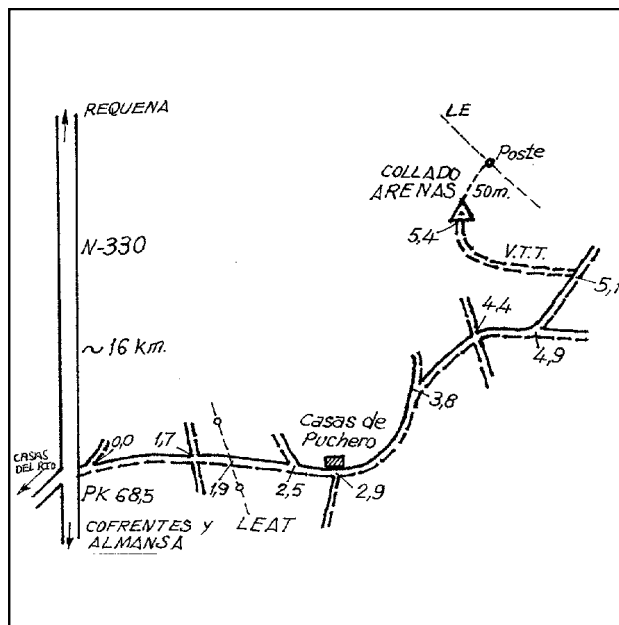 REQUENA
LE
Poste
COLLADO
ARENAS
50m.
5,4
V.T.T.
N-330
5,1
4,4
~16 km.
4,9
3,8
Casas de
Puchero
CASAS
DEL RIO
0,0
1,7
PK 68,5
1,9
2,5
2,9
COFRENTES Y
ALMANSA
LEAT